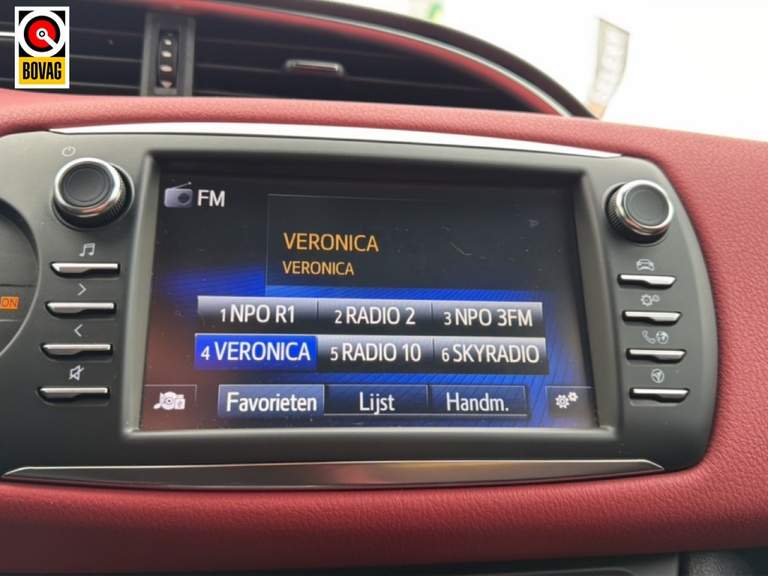 BOVAG
FM
VERONICA
VERONICA
1 NPO R1
2 RADIO 2
3 NPO 3FM
4 VERONICA
5 RADIO 10
6 SKYRADIO
Favorieten
Lijst
Handm.
ON